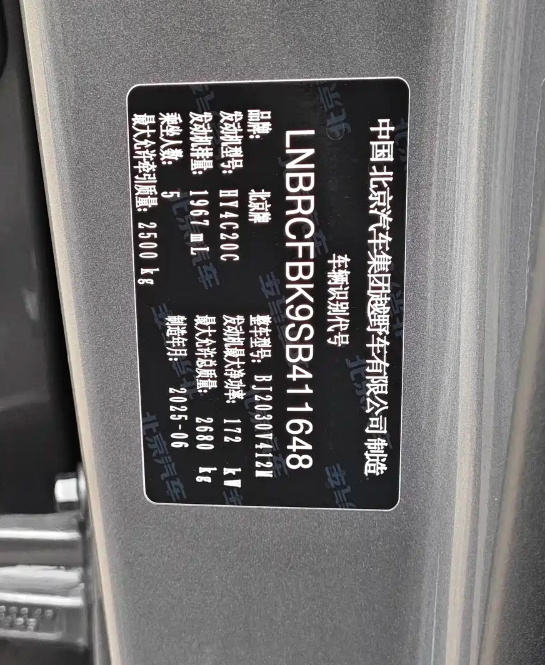 中国 北京汽车集团越野车有限公司 制造
车辆识别代号
LNBRCFBK9SB411648
品牌: 北京牌 整车型号: BJ2030V412M
发动机型号: HY4C20C 发动机最大净功率: 172 kW
发动机排量: 1967 mL 最大允许总质量: 2680 kg
乘坐人数: 5 制造年月: 2025-06
最大允许牵引质量: 2500 kg